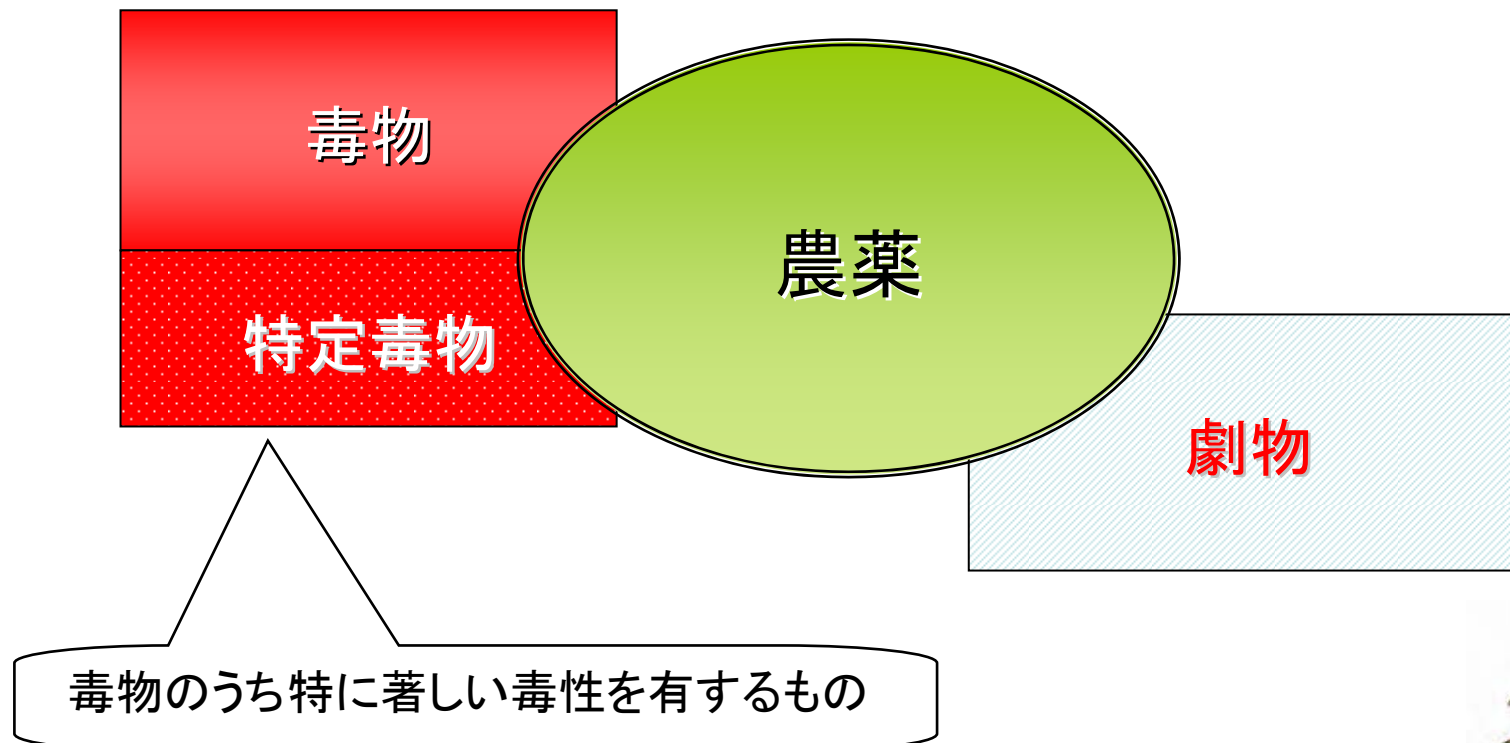 毒物
農薬
特定毒物
劇物
毒物のうち特に著しい毒性を有するもの